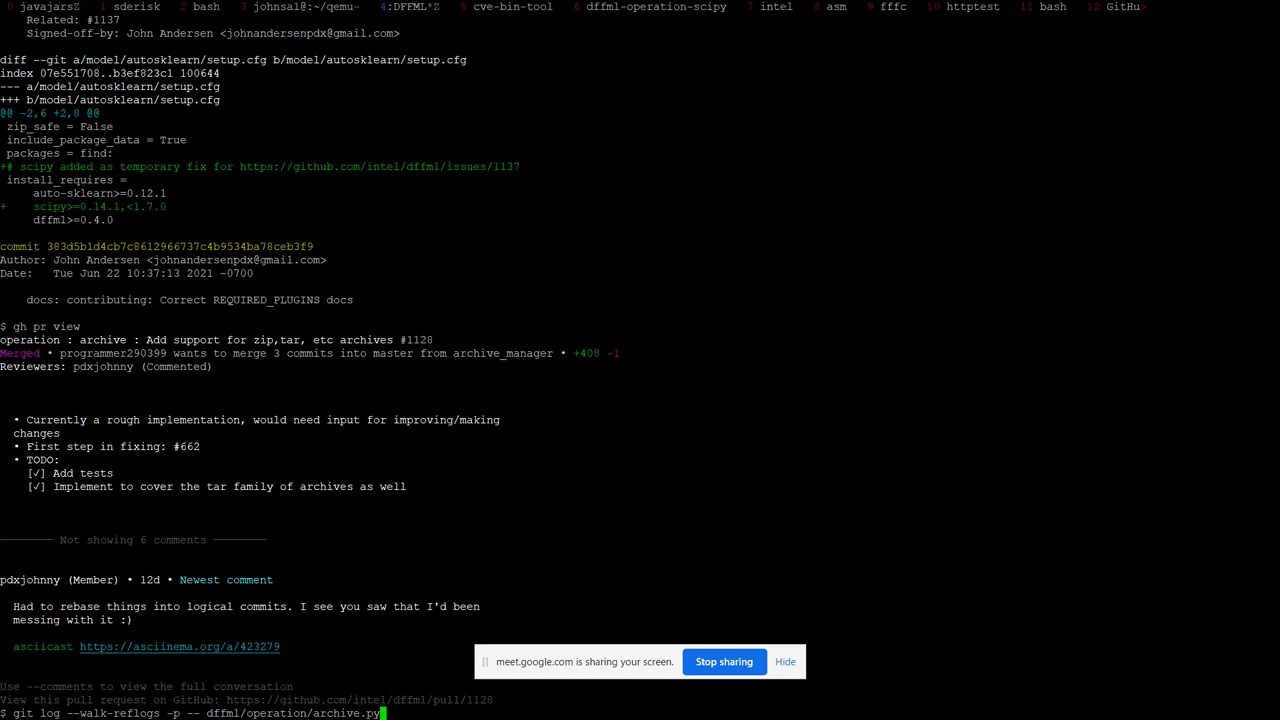 0 javajarsZ 1 sderisk 2 bash 3 johnsal@:~/qemu- 4:DFFML*Z 5 cve-bin-tool 6 dffml-operation-scipy 7 intel 8 asm 9 fffc 10 httptest 11 bash 12 GitHu>
Related: #1137
Signed-off-by: John Andersen <johnandersenpdx@gmail.com>
diff --git a/model/autosklearn/setup.cfg b/model/autosklearn/setup.cfg
index 07e551708..b3ef823c1 100644
--- a/model/autosklearn/setup.cfg
+++ b/model/autosklearn/setup.cfg
@@ -2,6 +2,8 @@
zip_safe = False
include_package_data = True
packages = find:
+# scipy added as temporary fix for https://github.com/intel/dffml/issues/1137
install_requires =
auto-sklearn>=0.12.1
+ scipy>=0.14.1,<1.7.0
dffml>=0.4.0
commit 383d5b1d4cb7c8612966737c4b9534ba78ceb3f9
Author: John Andersen <johnandersenpdx@gmail.com>
Date: Tue Jun 22 10:37:13 2021 -0700
docs: contributing: Correct REQUIRED_PLUGINS docs
$ gh pr view
operation : archive : Add support for zip,tar, etc archives #1128
Merged • programmer290399 wants to merge 3 commits into master from archive_manager • +408 -1
Reviewers: pdxjohnny (Commented)
• Currently a rough implementation, would need input for improving/making
changes
• First step in fixing: #662
• TODO:
[✓] Add tests
[✓] Implement to cover the tar family of archives as well
——————— Not showing 6 comments ———————
pdxjohnny (Member) • 12d • Newest comment
Had to rebase things into logical commits. I see you saw that I'd been
messing with it :)
asciicast https://asciinema.org/a/423279
meet.google.com is sharing your screen. Stop sharing Hide
Use --comments to view the full conversation
View this pull request on GitHub: https://github.com/intel/dffml/pull/1128
$ git log --walk-reflogs -p -- dffml/operation/archive.py